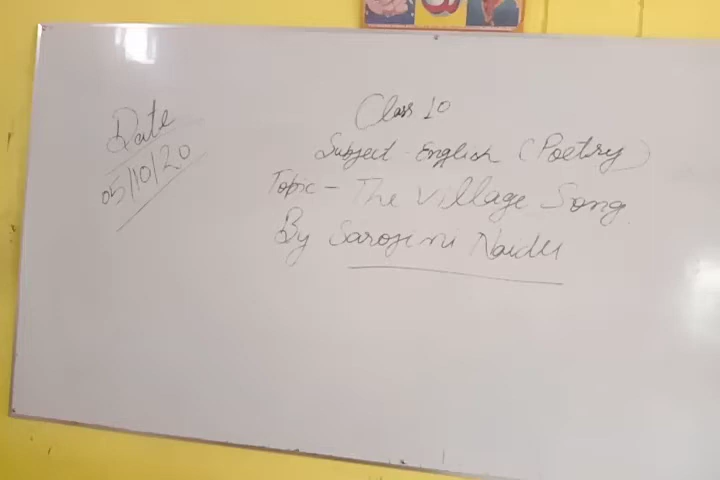 Date
05/10/20
Class 10
Subject - English (Poetry)
Topic - The Village Song
By Sarojini Naidu